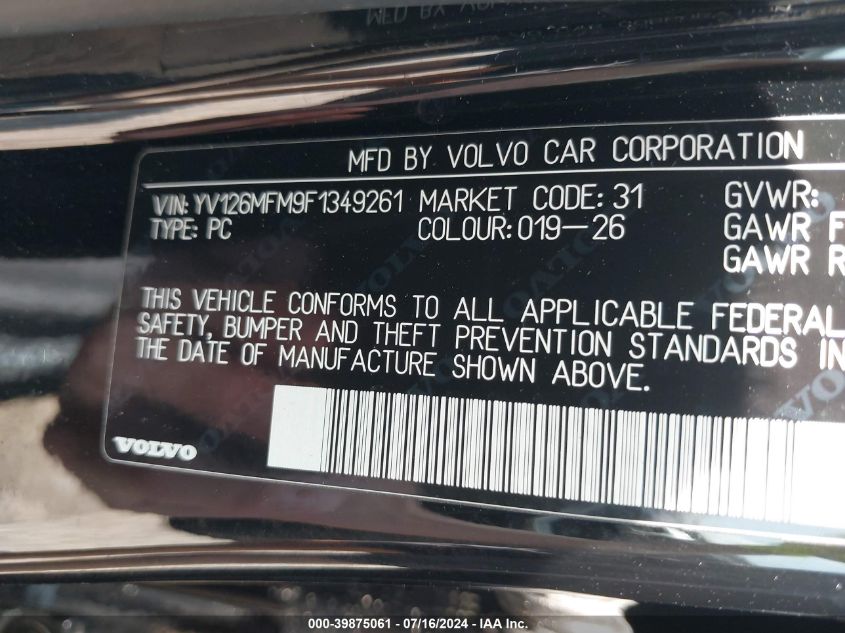 MFD BY VOLVO CAR CORPORATION
VIN: YV126MFM9F1349261 MARKET CODE: 31 GVWR:
TYPE: PC COLOUR: 019-26 GAWR F
GAWR R
THIS VEHICLE CONFORMS TO ALL APPLICABLE FEDERAL
SAFETY, BUMPER AND THEFT PREVENTION STANDARDS IN
THE DATE OF MANUFACTURE SHOWN ABOVE.
VOLVO
000-39875061 - 07/16/2024 - IAA Inc.